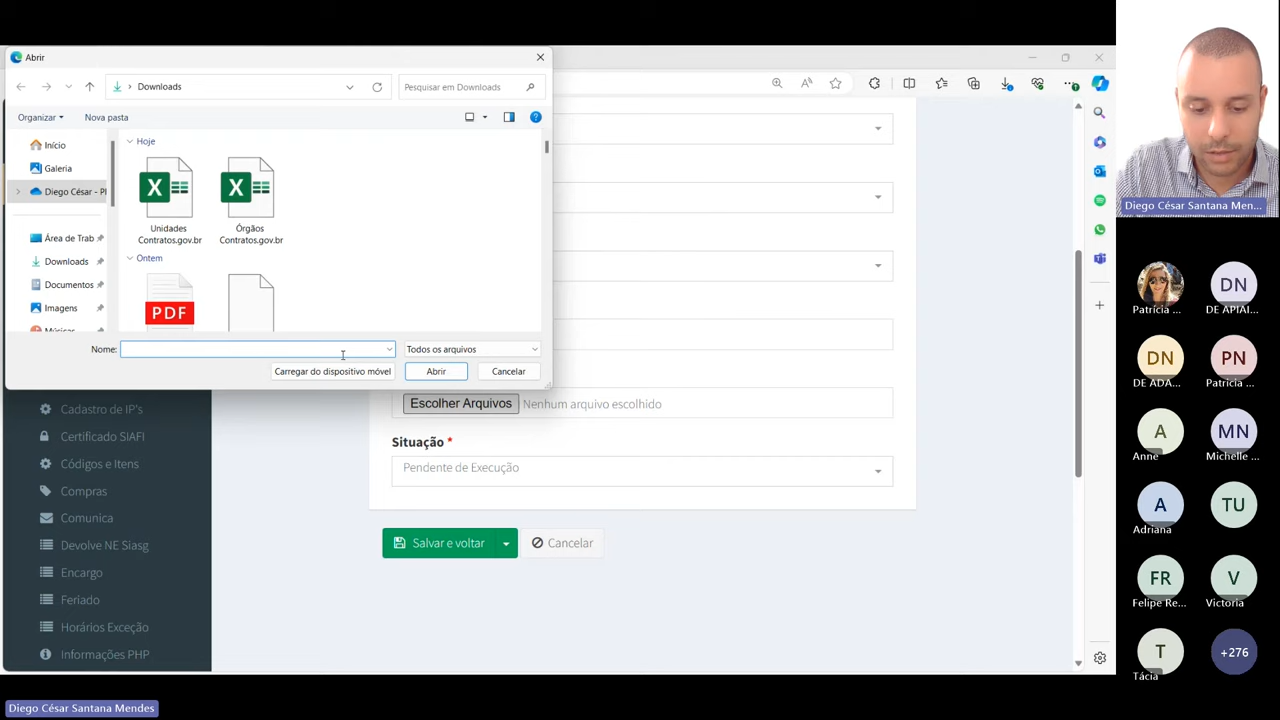 Abrir
Downloads
Pesquisar em Downloads
Organizar
Nova pasta
Início
Galeria
Diego César - P
Área de Trab
Downloads
Documentos
Imagens
Músicas
Hoje
X
X
Unidades
Contratos.gov.br
Órgãos
Contratos.gov.br
Ontem
PDF
Nome:
Todos os arquivos
Carregar do dispositivo móvel
Abrir
Cancelar
Escolher Arquivos
Nenhum arquivo escolhido
Situação *
Pendente de Execução
Salvar e voltar
Cancelar
Cadastro de IP's
Certificado SIAFI
Códigos e Itens
Compras
Comunica
Devolve NE Siasg
Encargo
Feriado
Horários Exceção
Informações PHP
Diego César Santana Men...
Patrícia ...
DN
DE APIAI...
DN
DE ADA...
PN
Patrícia ...
A
Anne
MN
Michelle ...
A
Adriana
TU
FR
Felipe Re...
V
Victoria
T
Tácia
+276
Diego César Santana Mendes